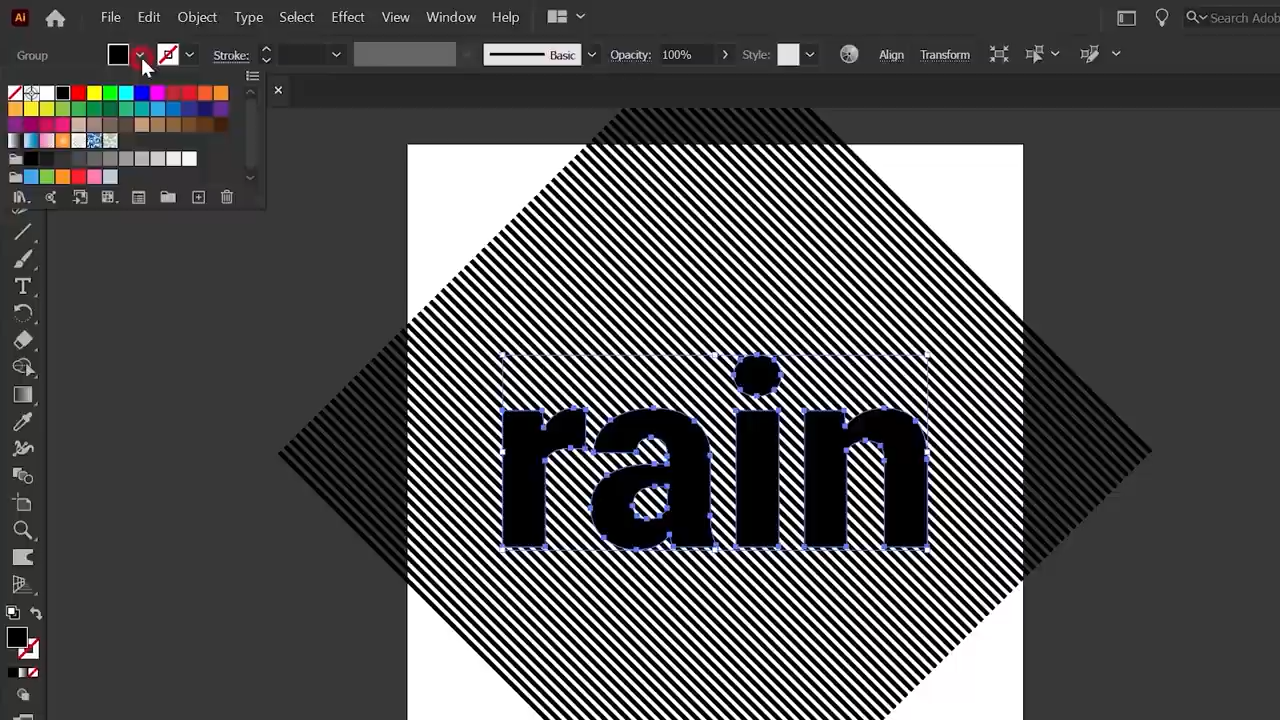 Ai File Edit Object Type Select Effect View Window Help Search Adob
Group Stroke: Basic Opacity: 100% Style: Align Transform
rain